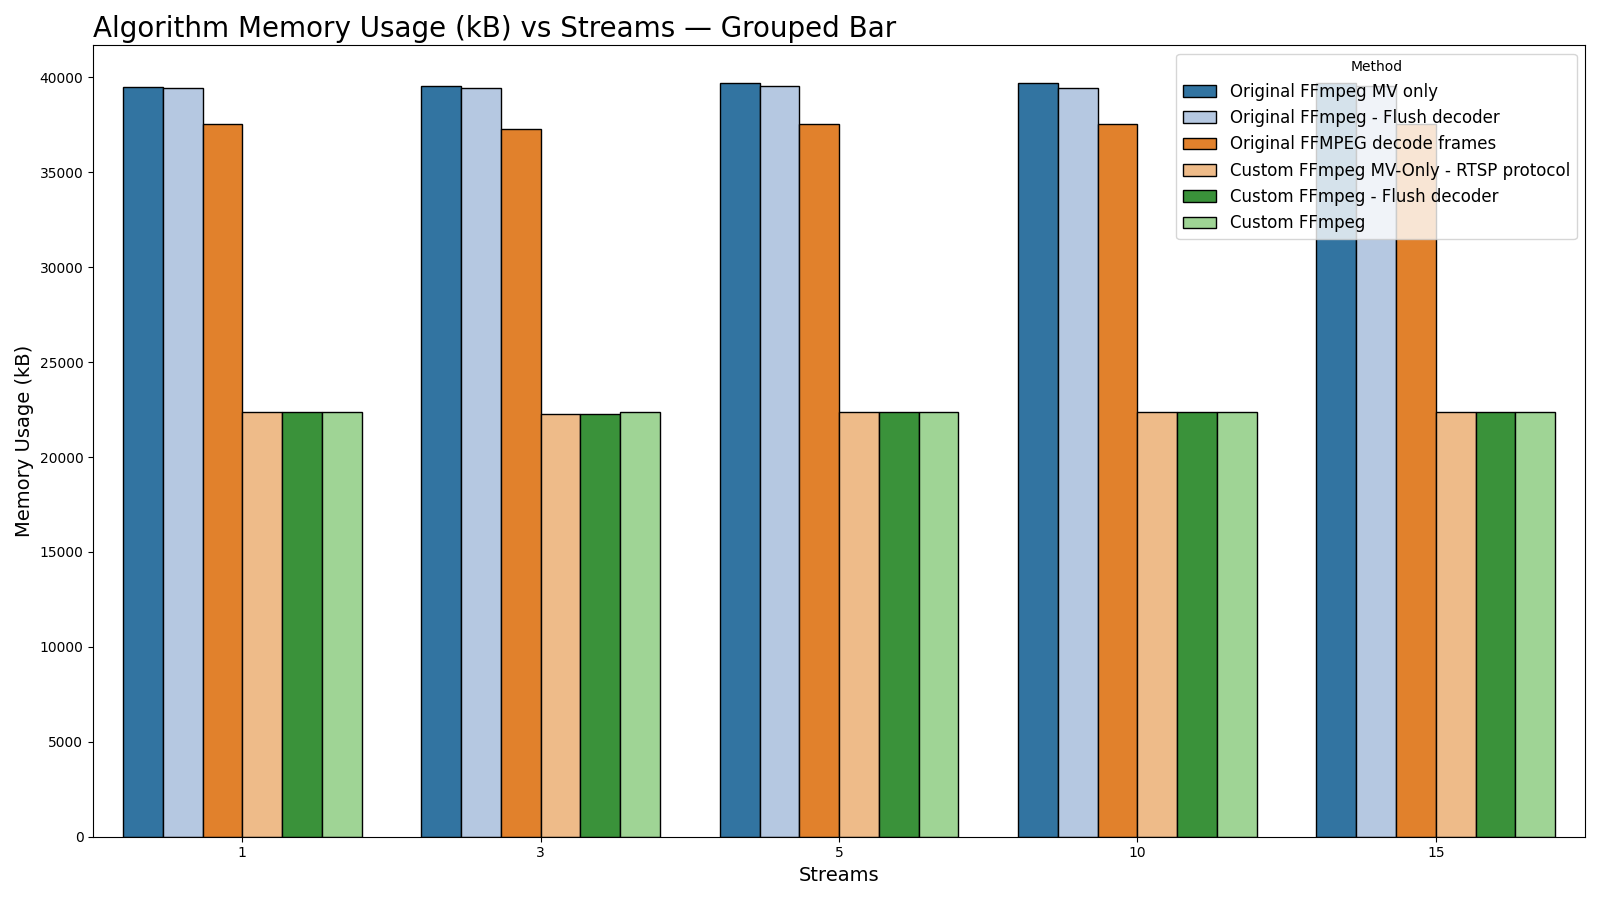 Algorithm Memory Usage (kB) vs Streams — Grouped Bar
Method
Original FFmpeg MV only
Original FFmpeg - Flush decoder
Original FFMPEG decode frames
Custom FFmpeg MV-Only - RTSP protocol
Custom FFmpeg - Flush decoder
Custom FFmpeg
Memory Usage (kB)
40000
35000
30000
25000
20000
15000
10000
5000
0
1 3 5 10 15
Streams